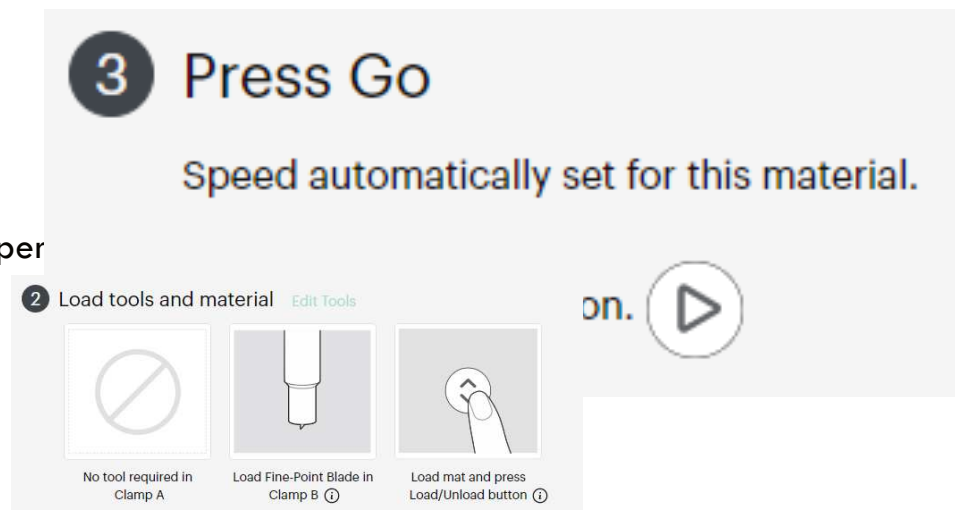 3 Press Go
Speed automatically set for this material.
per
on.
2 Load tools and material Edit Tools
No tool required in
Clamp A
Load Fine-Point Blade in
Clamp B
Load mat and press
Load/Unload button